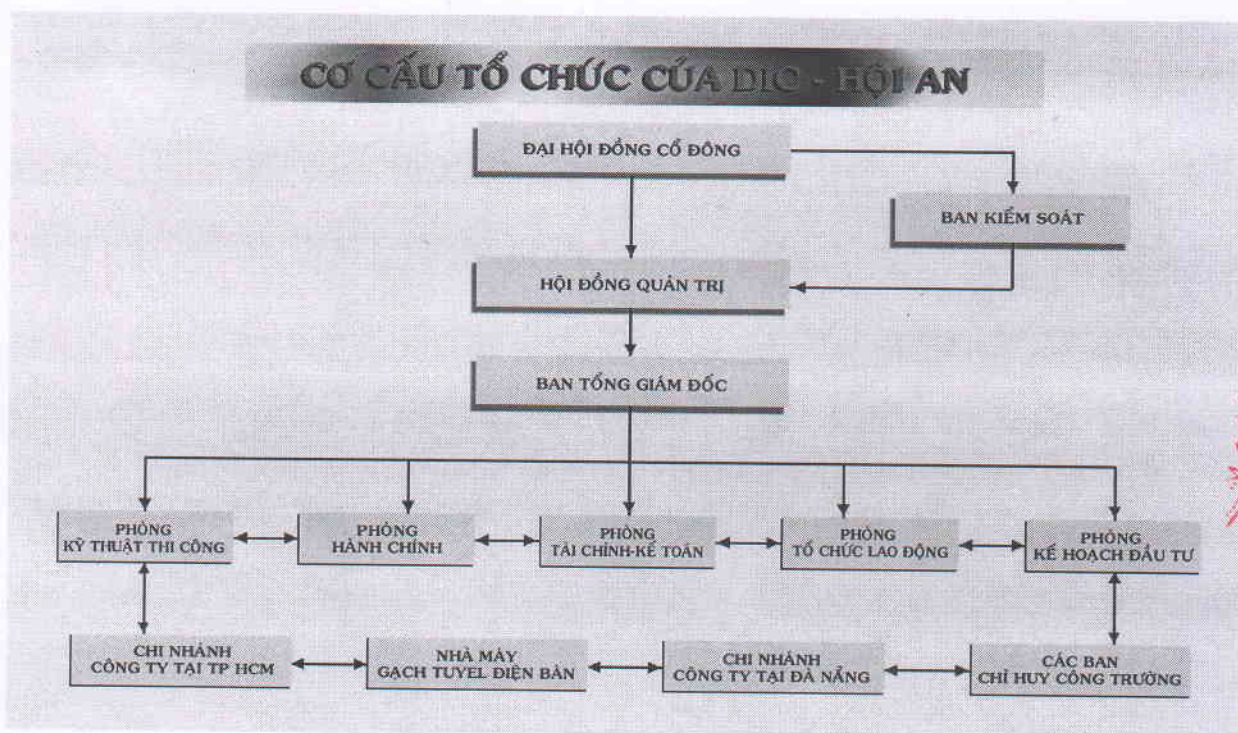 CƠ CẤU TỔ CHỨC CỦA DIC - HỘI AN
ĐẠI HỘI ĐỒNG CỔ ĐÔNG
BAN KIỂM SOÁT
HỘI ĐỒNG QUẢN TRỊ
BAN TỔNG GIÁM ĐỐC
PHÒNG
KỸ THUẬT THI CÔNG
PHÒNG
HÀNH CHÍNH
PHÒNG
TÀI CHÍNH-KẾ TOÁN
PHÒNG
TỔ CHỨC LAO ĐỘNG
PHÒNG
KẾ HOẠCH ĐẦU TƯ
CHI NHÁNH
CÔNG TY TẠI TP HCM
NHÀ MÁY
GẠCH TUYEL ĐIỆN BÀN
CHI NHÁNH
CÔNG TY TẠI ĐÀ NẴNG
CÁC BAN
CHỈ HUY CÔNG TRƯỜNG